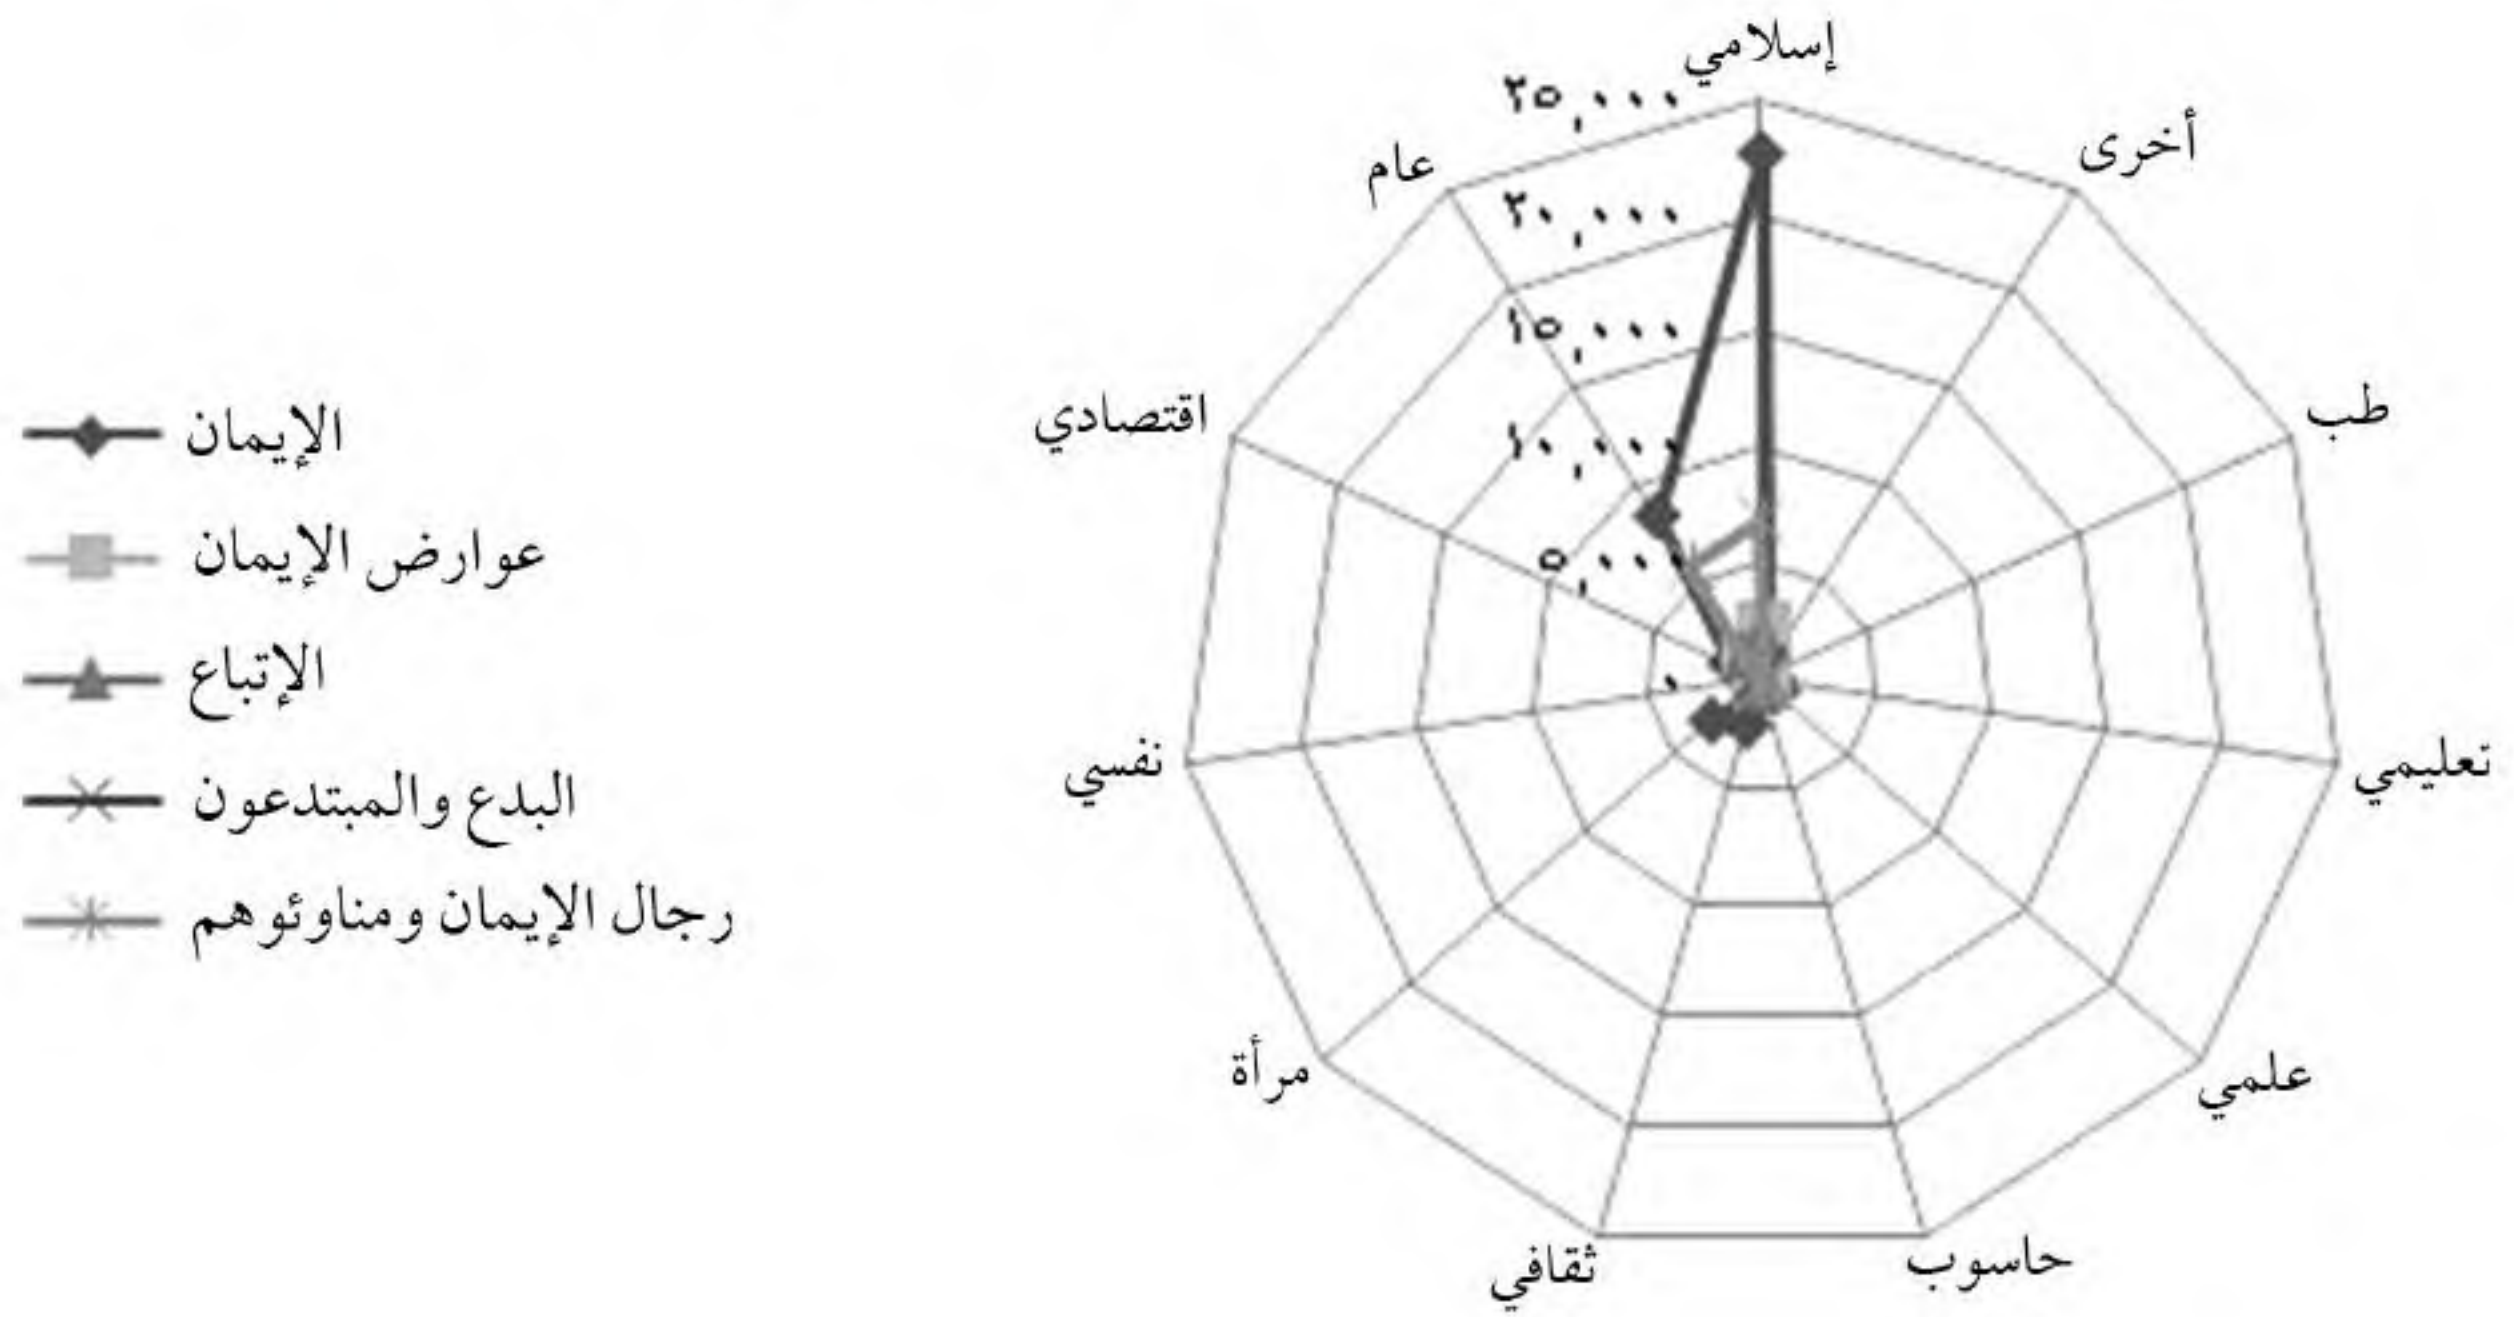 إسلامي
أخرى
طب
تعليمي
علمي
حاسوب
ثقافي
مرأة
نفسي
اقتصادي
عام
٢٥,٠٠٠
٢٠,٠٠٠
١٥,٠٠٠
١٠,٠٠٠
٥,٠٠٠
٠
الإيمان
عوارض الإيمان
الإتباع
البدع والمبتدعون
رجال الإيمان ومناوئوهم